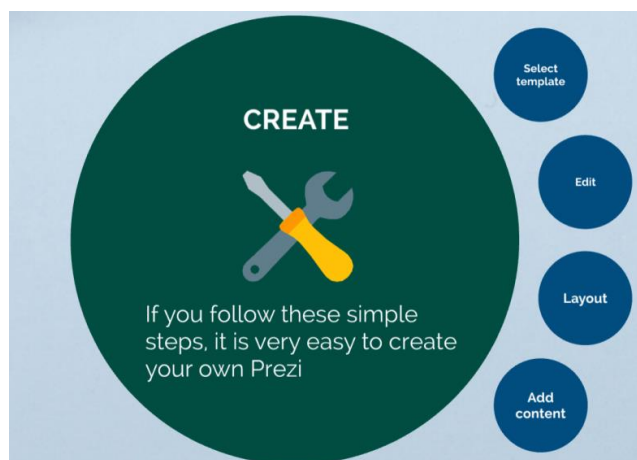 CREATE
If you follow these simple
steps, it is very easy to create
your own Prezi
Select
template
Edit
Layout
Add
content